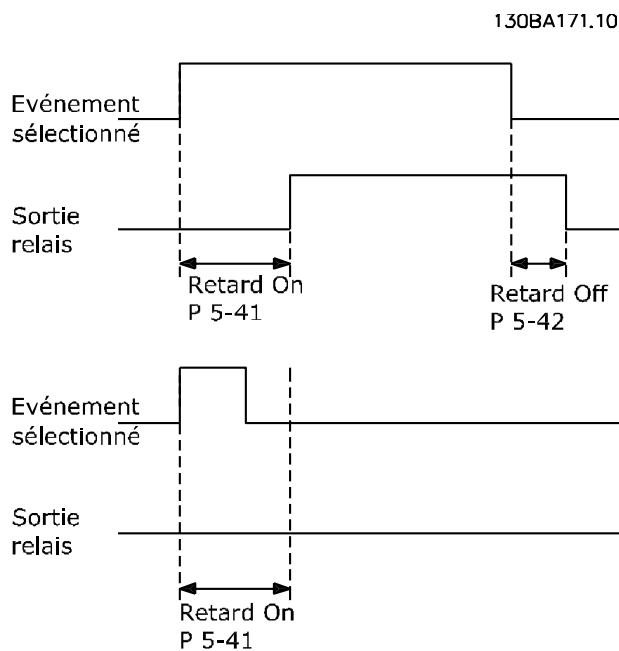 130BA171.10
Evénement
sélectionné
Sortie
relais
Retard On
P 5-41
Retard Off
P 5-42
Evénement
sélectionné
Sortie
relais
Retard On
P 5-41